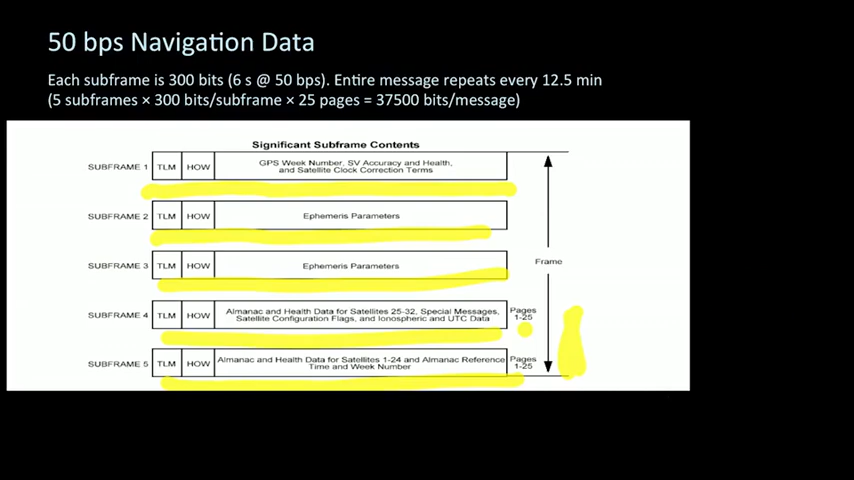 50 bps Navigation Data
Each subframe is 300 bits (6 s @ 50 bps). Entire message repeats every 12.5 min
(5 subframes × 300 bits/subframe × 25 pages = 37500 bits/message)
Significant Subframe Contents
SUBFRAME 1 TLM HOW GPS Week Number, SV Accuracy and Health,
and Satellite Clock Correction Terms
SUBFRAME 2 TLM HOW Ephemeris Parameters
SUBFRAME 3 TLM HOW Ephemeris Parameters
Frame
SUBFRAME 4 TLM HOW Almanac and Health Data for Satellites 25-32, Special Messages,
Satellite Configuration Flags, and Ionospheric and UTC Data
Pages
1-25
SUBFRAME 5 TLM HOW Almanac and Health Data for Satellites 1-24 and Almanac Reference
Time and Week Number
Pages
1-25